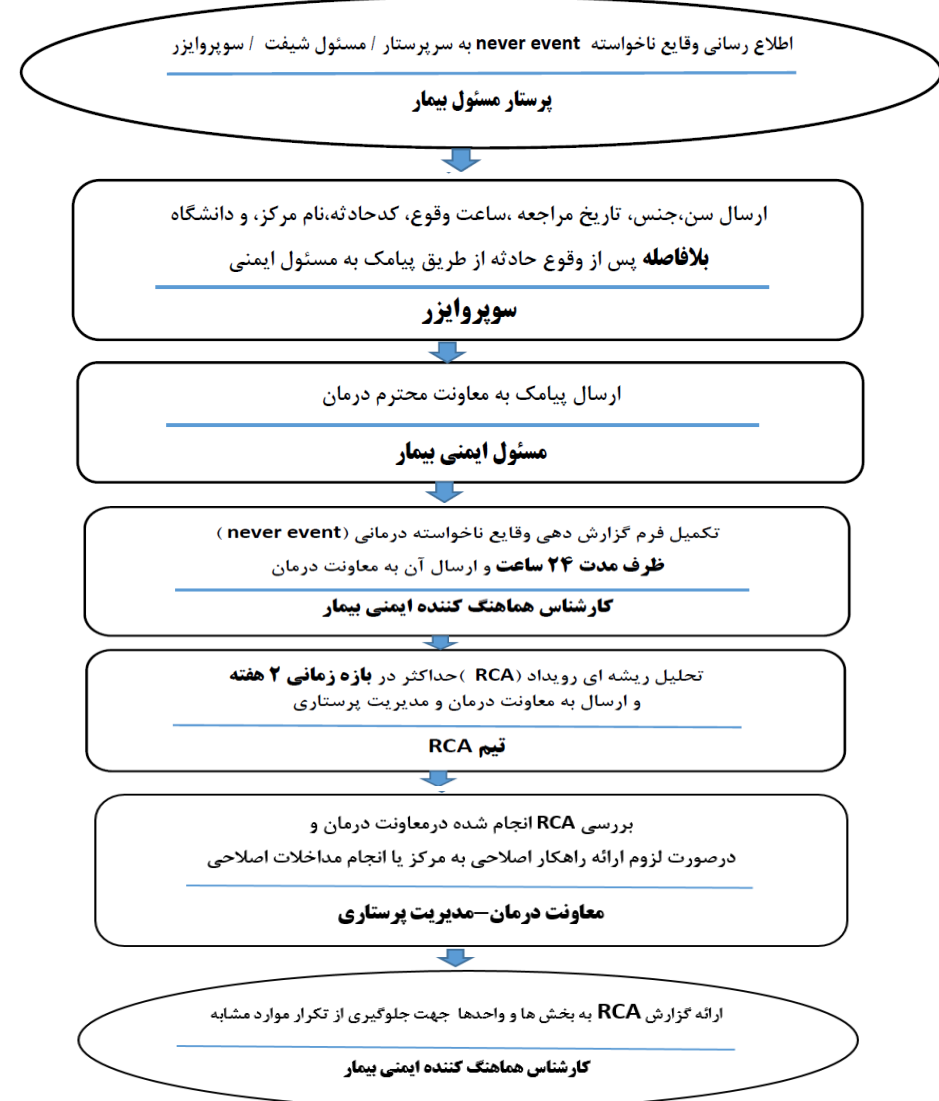 اطلاع رسانی وقایع ناخواسته never event به سرپرستار / مسئول شیفت / سوپروایزر
پرستار مسئول بیمار
ارسال سن،جنس، تاریخ مراجعه ،ساعت وقوع، کدحادثه،نام مرکز، و دانشگاه
بلافاصله پس از وقوع حادثه از طریق پیامک به مسئول ایمنی
سوپروایزر
ارسال پیامک به معاونت محترم درمان
مسئول ایمنی بیمار
تکمیل فرم گزارش دهی وقایع ناخواسته درمانی (never event )
ظرف مدت ۲۴ ساعت و ارسال آن به معاونت درمان
کارشناس هماهنگ کننده ایمنی بیمار
تحلیل ریشه ای رویداد (RCA )حداکثر در بازه زمانی ۲ هفته
و ارسال به معاونت درمان و مدیریت پرستاری
تیم RCA
بررسی RCA انجام شده درمعاونت درمان و
درصورت لزوم ارائه راهکار اصلاحی به مرکز یا انجام مداخلات اصلاحی
معاونت درمان–مدیریت پرستاری
ارائه گزارش RCA به بخش ها و واحدها جهت جلوگیری از تکرار موارد مشابه
کارشناس هماهنگ کننده ایمنی بیمار